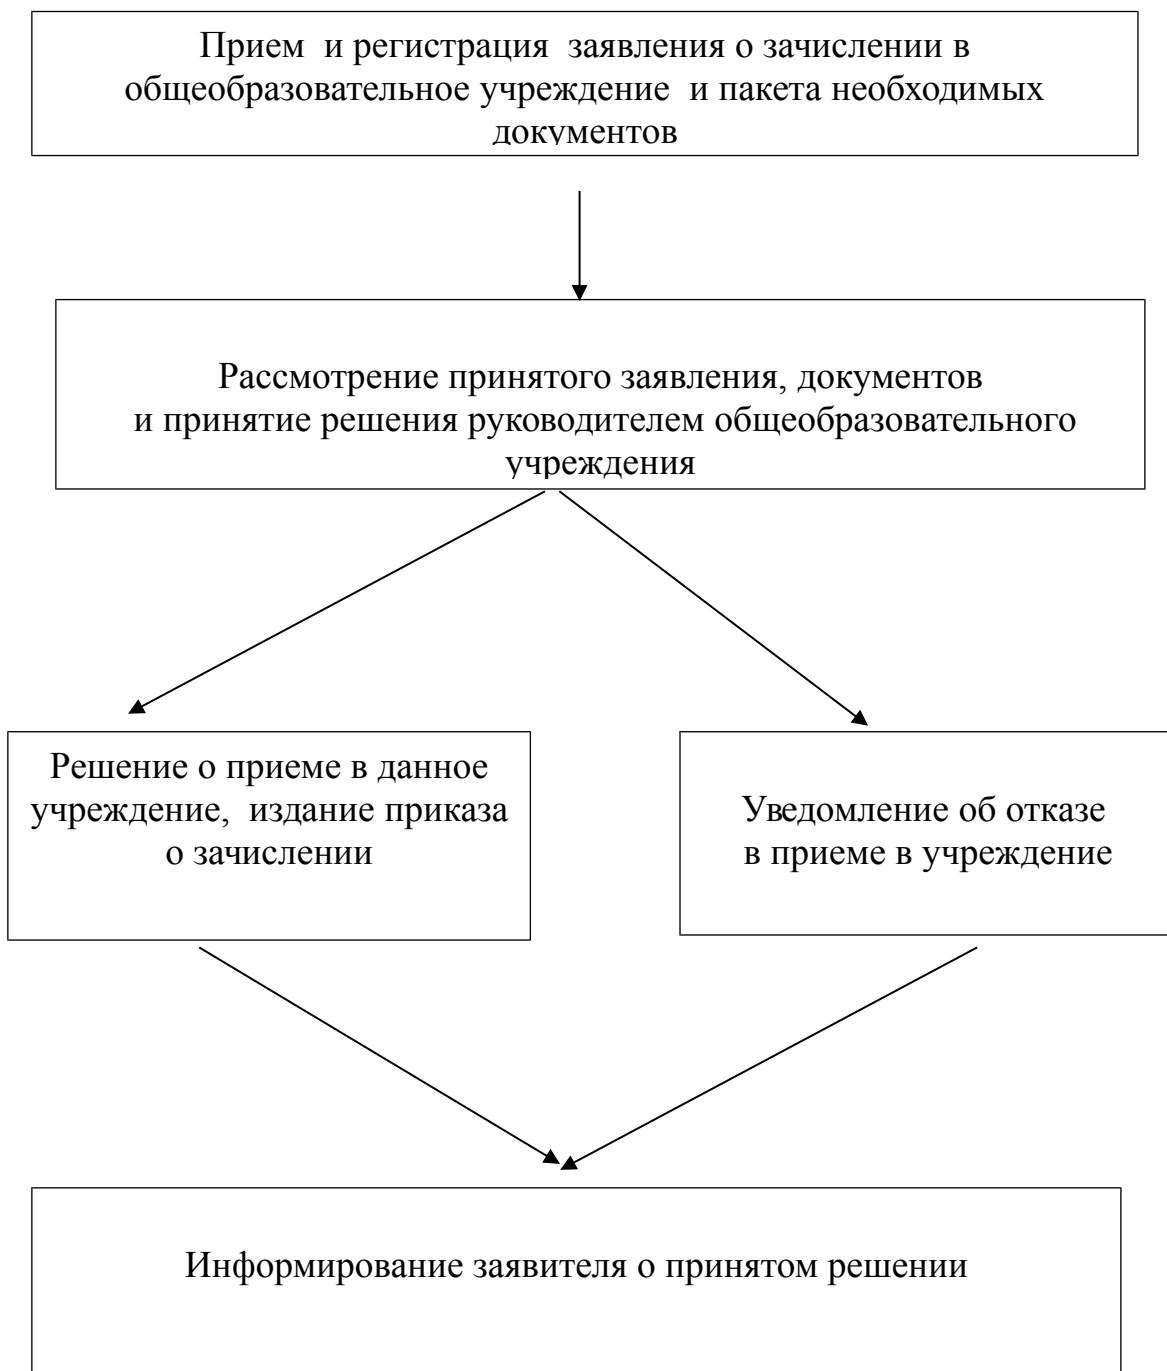 Прием и регистрация заявления о зачислении в
общеобразовательное учреждение и пакета необходимых
документов
Рассмотрение принятого заявления, документов
и принятие решения руководителем общеобразовательного
учреждения
Решение о приеме в данное
учреждение, издание приказа
о зачислении
Уведомление об отказе
в приеме в учреждение
Информирование заявителя о принятом решении